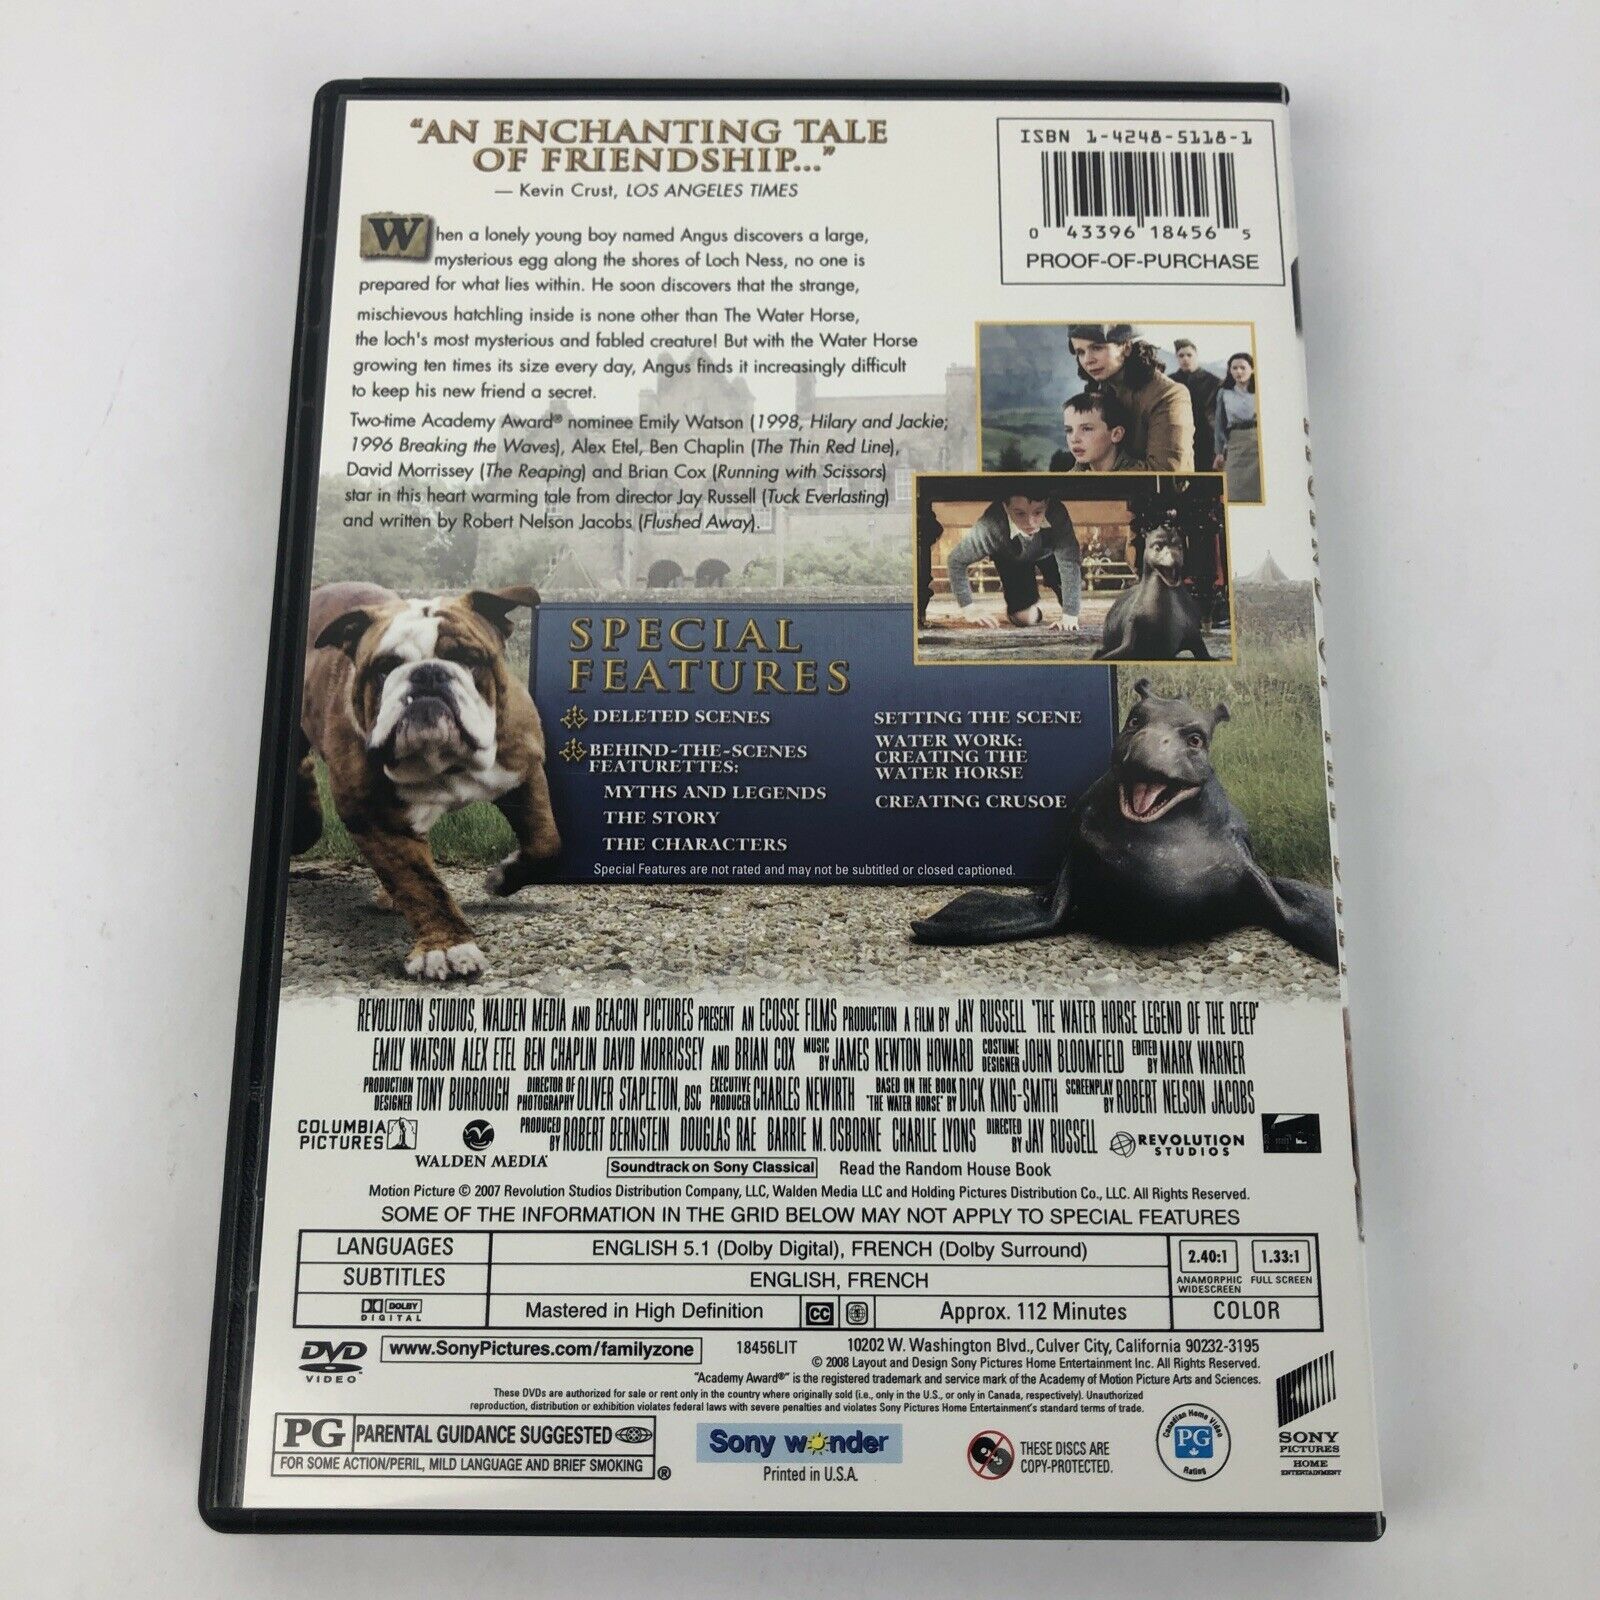 "AN ENCHANTING TALE
OF FRIENDSHIP..."
— Kevin Crust, LOS ANGELES TIMES
ISBN 1-4248-5118-1
0 43396 18456 5
PROOF-OF-PURCHASE
When a lonely young boy named Angus discovers a large,
mysterious egg along the shores of Loch Ness, no one is
prepared for what lies within. He soon discovers that the strange,
mischievous hatchling inside is none other than The Water Horse,
the loch's most mysterious and fabled creature! But with the Water Horse
growing ten times its size every day, Angus finds it increasingly difficult
to keep his new friend a secret.
Two-time Academy Award® nominee Emily Watson (1998, Hilary and Jackie;
1996 Breaking the Waves), Alex Etel, Ben Chaplin (The Thin Red Line),
David Morrissey (The Reaping) and Brian Cox (Running with Scissors)
star in this heart warming tale from director Jay Russell (Tuck Everlasting)
and written by Robert Nelson Jacobs (Flushed Away).
SPECIAL
FEATURES
DELETED SCENES
BEHIND-THE-SCENES
FEATURETTES:
MYTHS AND LEGENDS
THE STORY
THE CHARACTERS
SETTING THE SCENE
WATER WORK:
CREATING THE
WATER HORSE
CREATING CRUSOE
Special Features are not rated and may not be subtitled or closed captioned.
REVOLUTION STUDIOS, WALDEN MEDIA AND BEACON PICTURES PRESENT AN ECOSSE FILMS PRODUCTION A FILM BY JAY RUSSELL "THE WATER HORSE LEGEND OF THE DEEP"
EMILY WATSON ALEX ETEL BEN CHAPLIN DAVID MORRISSEY AND BRIAN COX MUSIC BY JAMES NEWTON HOWARD COSTUME DESIGNER JOHN BLOOMFIELD EDITED BY MARK WARNER
PRODUCTION DESIGNER TONY BURROUGH DIRECTOR OF PHOTOGRAPHY OLIVER STAPLETON, BSC EXECUTIVE PRODUCER CHARLES NEWIRTH BASED ON THE BOOK "THE WATER HORSE" BY DICK KING-SMITH SCREENPLAY BY ROBERT NELSON JACOBS
PRODUCED BY ROBERT BERNSTEIN DOUGLAS RAE BARRIE M. OSBORNE CHARLIE LYONS DIRECTED BY JAY RUSSELL
COLUMBIA
PICTURES
WALDEN MEDIA
REVOLUTION
STUDIOS
Soundtrack on Sony Classical Read the Random House Book
Motion Picture © 2007 Revolution Studios Distribution Company, LLC, Walden Media LLC and Holding Pictures Distribution Co., LLC. All Rights Reserved.
SOME OF THE INFORMATION IN THE GRID BELOW MAY NOT APPLY TO SPECIAL FEATURES
LANGUAGES ENGLISH 5.1 (Dolby Digital), FRENCH (Dolby Surround)
SUBTITLES ENGLISH, FRENCH
DOLBY
DIGITAL
Mastered in High Definition CC Approx. 112 Minutes
2.40:1 1.33:1
ANAMORPHIC WIDESCREEN FULL SCREEN
COLOR
DVD
VIDEO
www.SonyPictures.com/familyzone
18456LIT
10202 W. Washington Blvd., Culver City, California 90232-3195
© 2008 Layout and Design Sony Pictures Home Entertainment Inc. All Rights Reserved.
"Academy Award®" is the registered trademark and service mark of the Academy of Motion Picture Arts and Sciences.
These DVDs are authorized for sale or rent only in the country where originally sold (i.e., only in the U.S., or only in Canada, respectively). Unauthorized
reproduction, distribution or exhibition violates federal laws with severe penalties and violates Sony Pictures Home Entertainment's standard terms of trade.
PG PARENTAL GUIDANCE SUGGESTED
FOR SOME ACTION/PERIL, MILD LANGUAGE AND BRIEF SMOKING ®
Sony wonder
Printed in U.S.A.
THESE DISCS ARE
COPY-PROTECTED.
Canadian Home Video
PG
Rating
SONY
PICTURES
HOME
ENTERTAINMENT